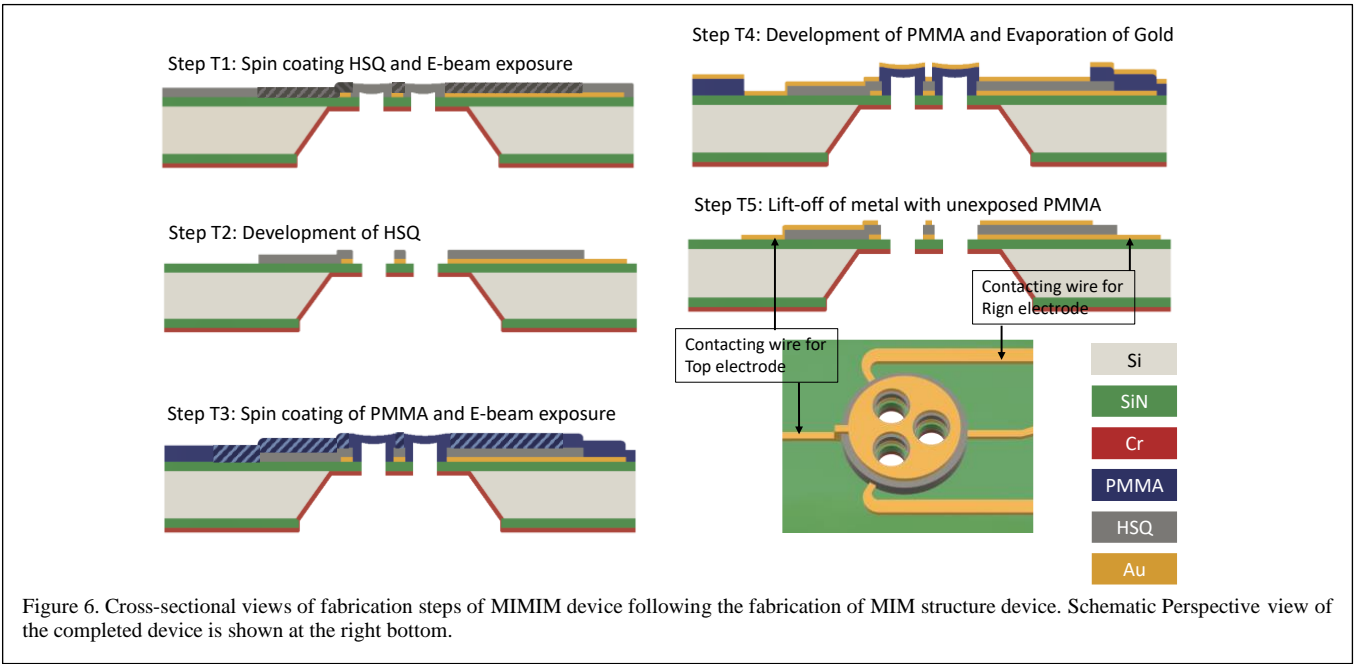 Step T1: Spin coating HSQ and E-beam exposure
Step T2: Development of HSQ
Step T3: Spin coating of PMMA and E-beam exposure
Step T4: Development of PMMA and Evaporation of Gold
Step T5: Lift-off of metal with unexposed PMMA
Contacting wire for
Rign electrode
Contacting wire for
Top electrode
Si
SiN
Cr
PMMA
HSQ
Au
Figure 6. Cross-sectional views of fabrication steps of MIMIM device following the fabrication of MIM structure device. Schematic Perspective view of
the completed device is shown at the right bottom.